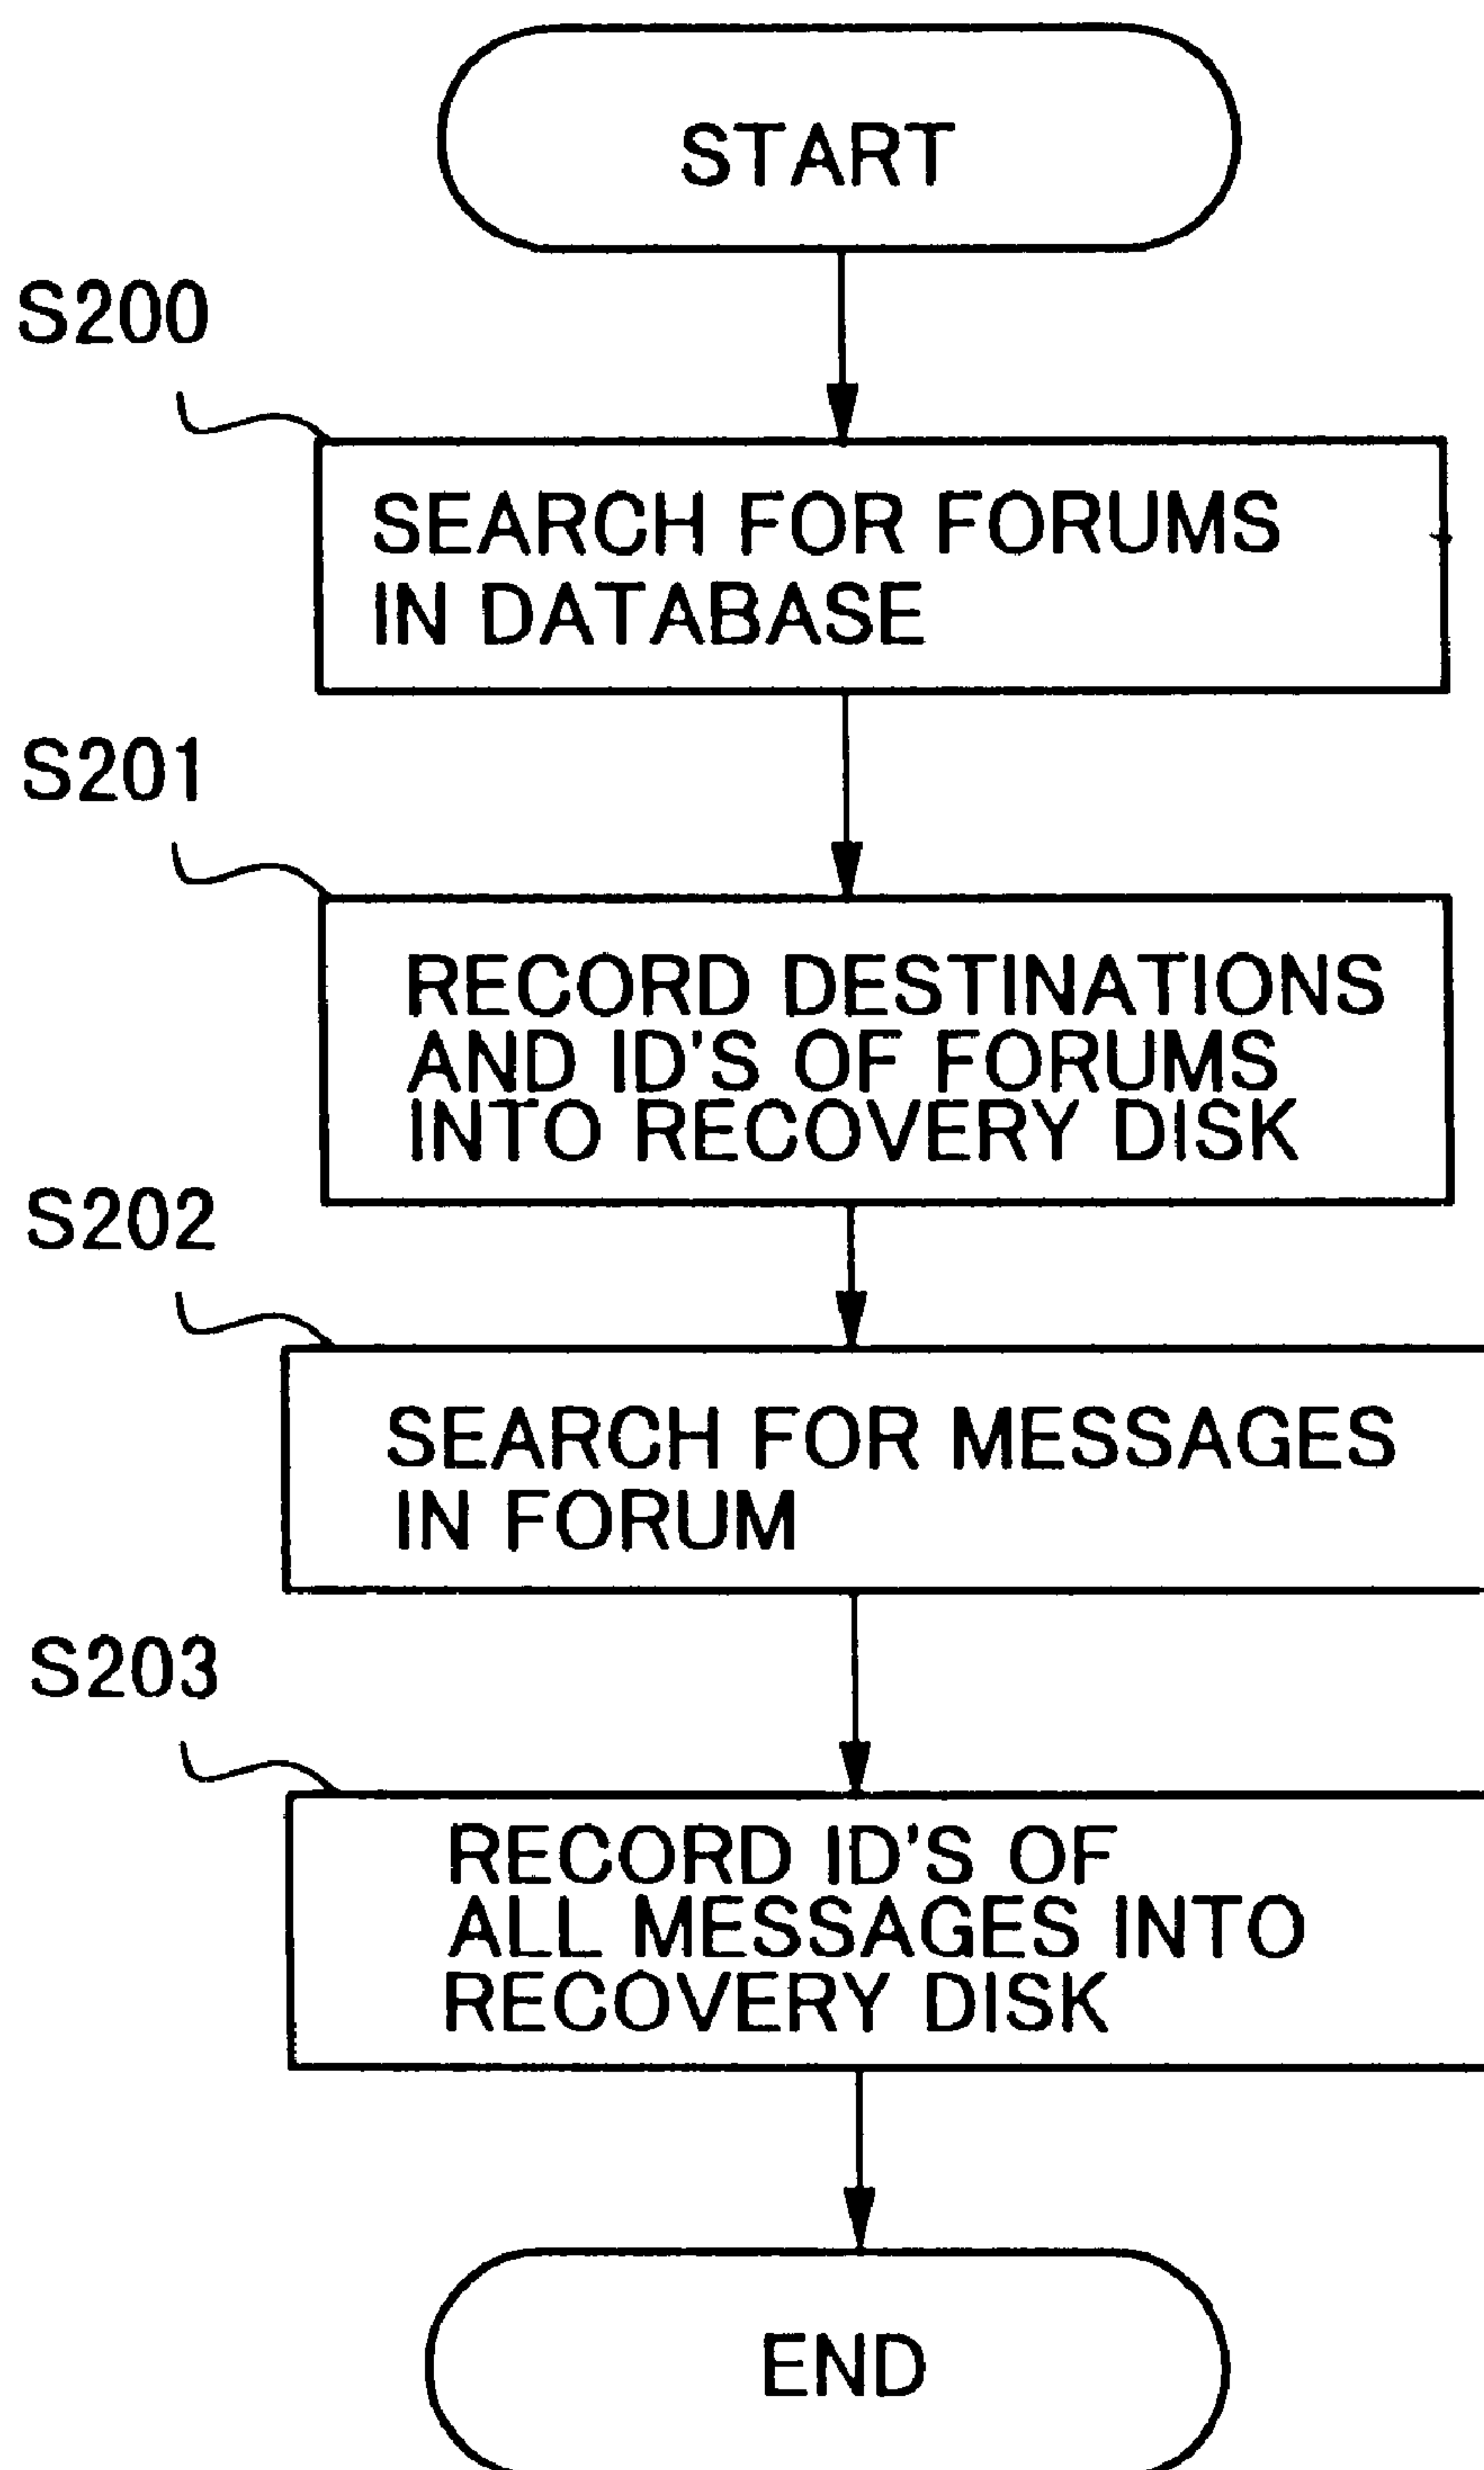 START
S200
SEARCH FOR FORUMS
IN DATABASE
S201
RECORD DESTINATIONS
AND ID'S OF FORUMS
INTO RECOVERY DISK
S202
SEARCH FOR MESSAGES
IN FORUM
S203
RECORD ID'S OF
ALL MESSAGES INTO
RECOVERY DISK
END